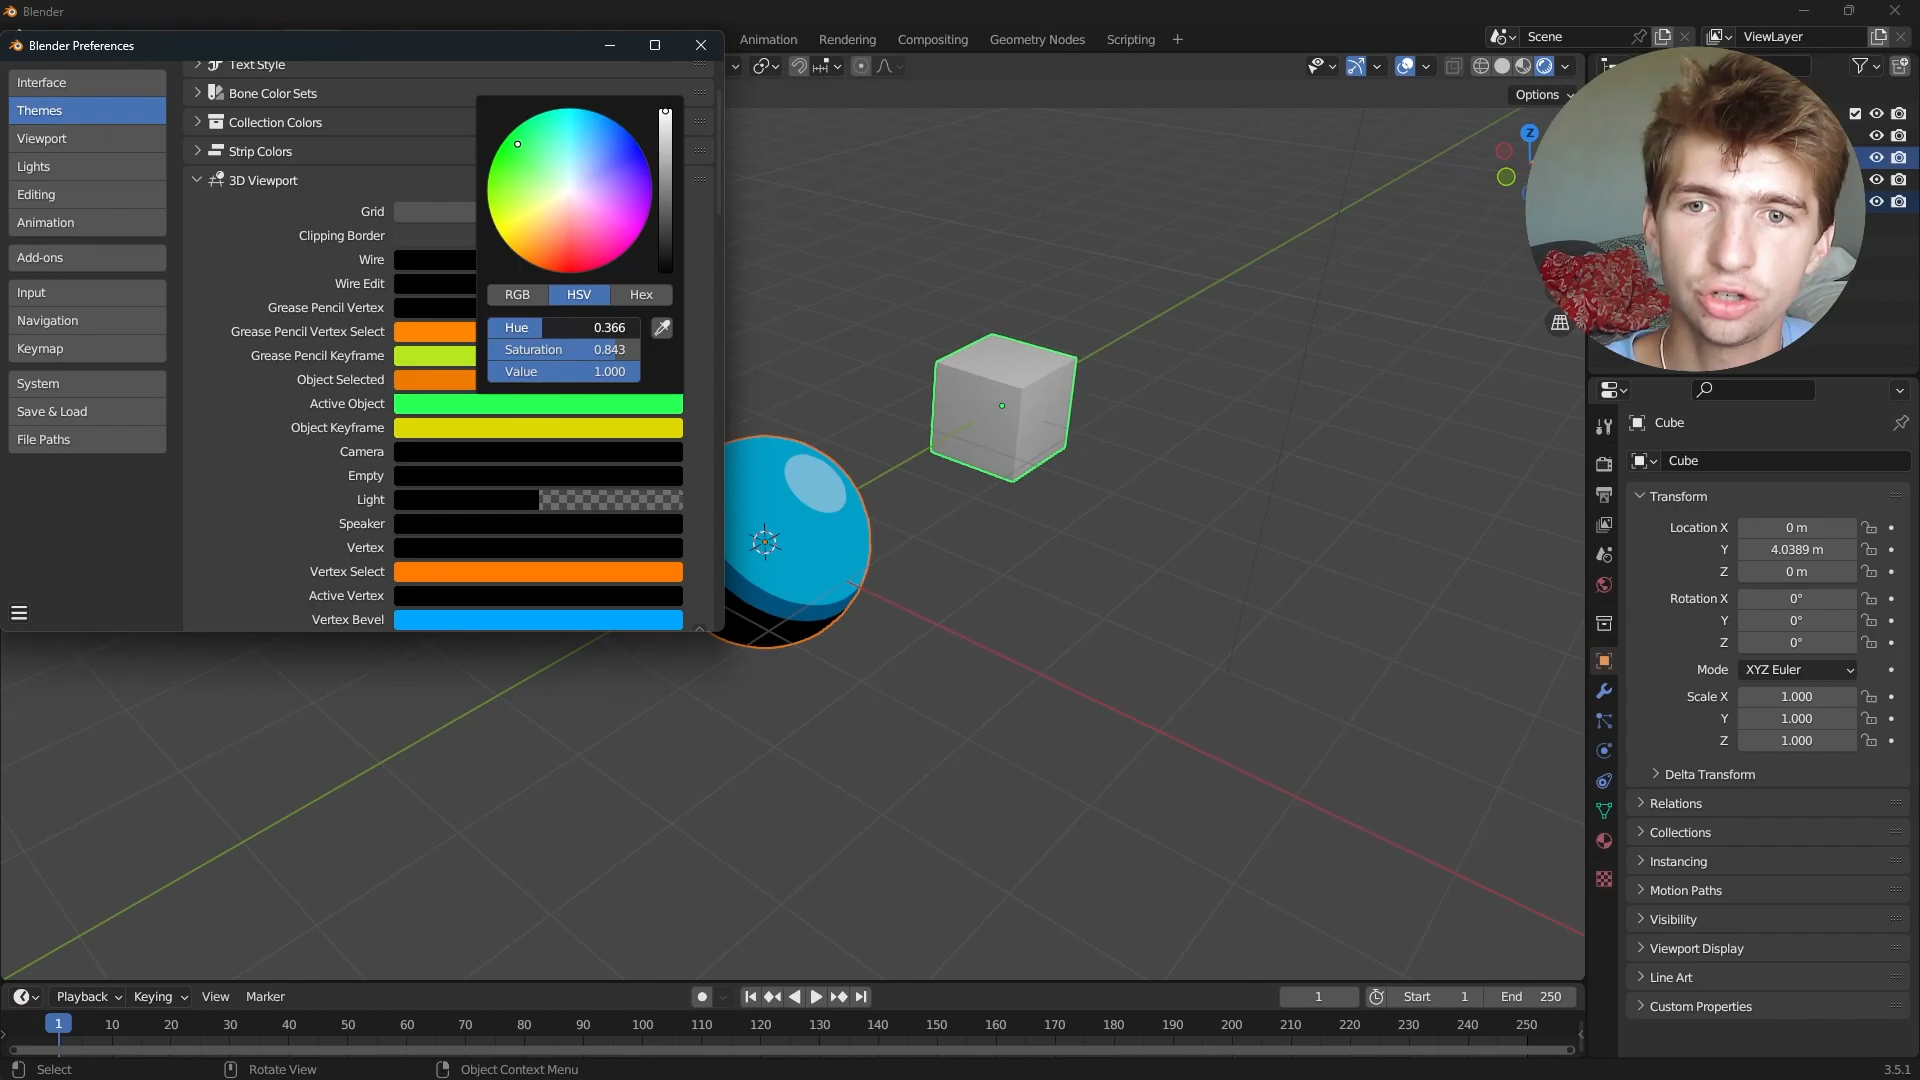 Blender
Blender Preferences
Animation
Rendering
Compositing
Geometry Nodes
Scripting
Scene
ViewLayer
Options
Z
Interface
Themes
Viewport
Lights
Editing
Animation
Add-ons
Input
Navigation
Keymap
System
Save & Load
File Paths
Text Style
Bone Color Sets
Collection Colors
Strip Colors
3D Viewport
Grid
Clipping Border
Wire
Wire Edit
Grease Pencil Vertex
Grease Pencil Vertex Select
Grease Pencil Keyframe
Object Selected
Active Object
Object Keyframe
Camera
Empty
Light
Speaker
Vertex
Vertex Select
Active Vertex
Vertex Bevel
RGB HSV Hex
Hue 0.366
Saturation 0.843
Value 1.000
Cube
Cube
Transform
Location X 0 m
Y 4.0389 m
Z 0 m
Rotation X 0°
Y 0°
Z 0°
Mode XYZ Euler
Scale X 1.000
Y 1.000
Z 1.000
Delta Transform
Relations
Collections
Instancing
Motion Paths
Visibility
Viewport Display
Line Art
Custom Properties
Playback Keying View Marker
1 Start 1 End 250
1 10 20 30 40 50 60 70 80 90 100 110 120 130 140 150 160 170 180 190 200 210 220 230 240 250
Select Rotate View Object Context Menu 3.5.1